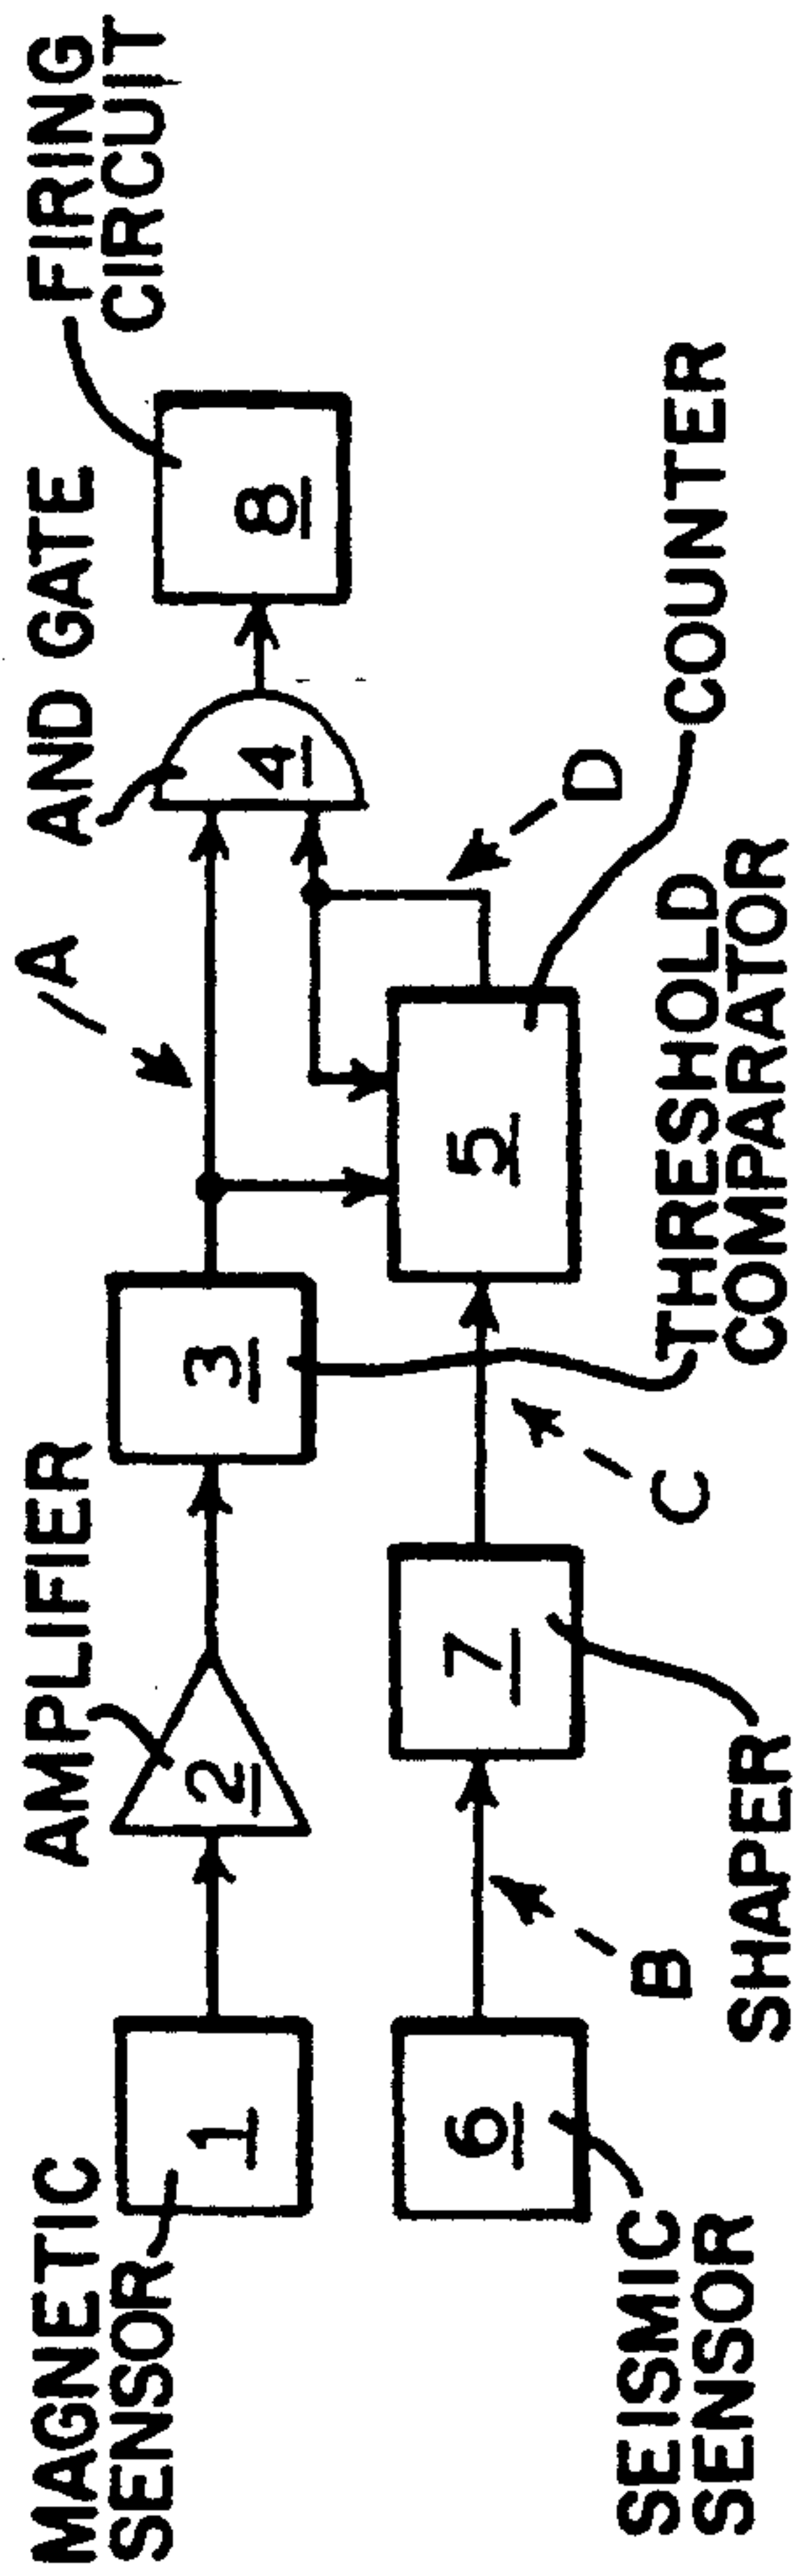 MAGNETIC
SENSOR
AMPLIFIER
AND GATE
FIRING
CIRCUIT
A
1
2
3
4
8
D
6
7
5
B
C
SEISMIC
SENSOR
SHAPER
THRESHOLD
COMPARATOR
COUNTER